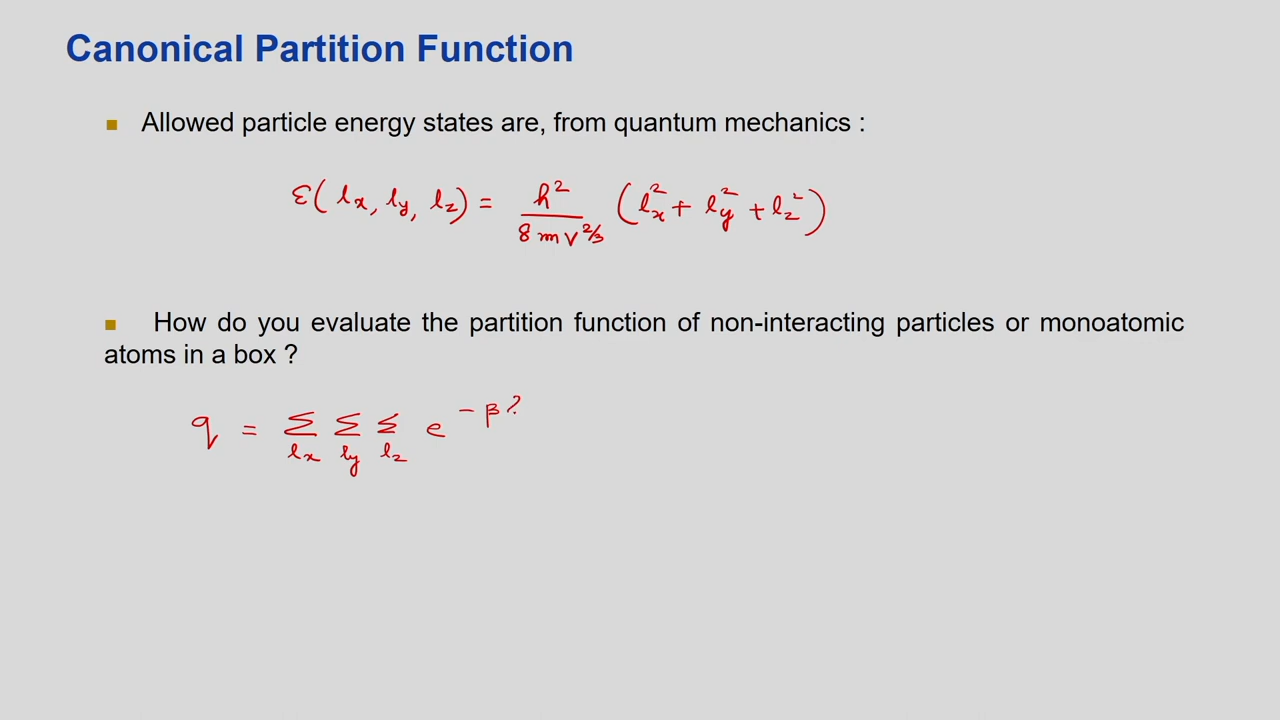 Canonical Partition Function
Allowed particle energy states are, from quantum mechanics :
ε(lx, ly, lz) = h²/8mV^2/3 (lx² + ly² + lz²)
How do you evaluate the partition function of non-interacting particles or monoatomic
atoms in a box ?
q = Σlx Σly Σlz e^-β?